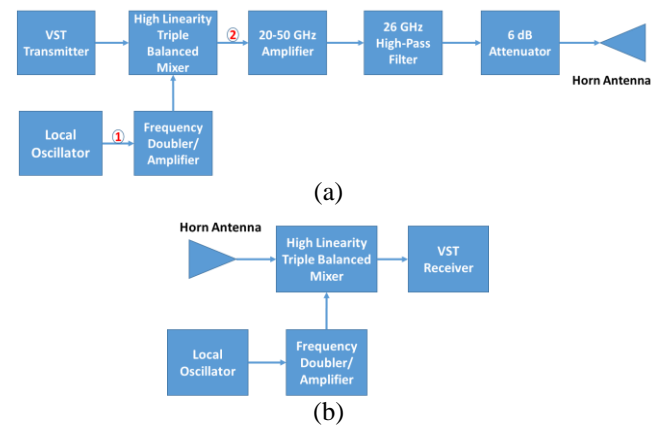 VST
Transmitter
High Linearity
Triple
Balanced
Mixer
②
20-50 GHz
Amplifier
26 GHz
High-Pass
Filter
6 dB
Attenuator
Horn Antenna
Local
Oscillator
①
Frequency
Doubler/
Amplifier
(a)
Horn Antenna
High Linearity
Triple Balanced
Mixer
VST
Receiver
Local
Oscillator
Frequency
Doubler/
Amplifier
(b)